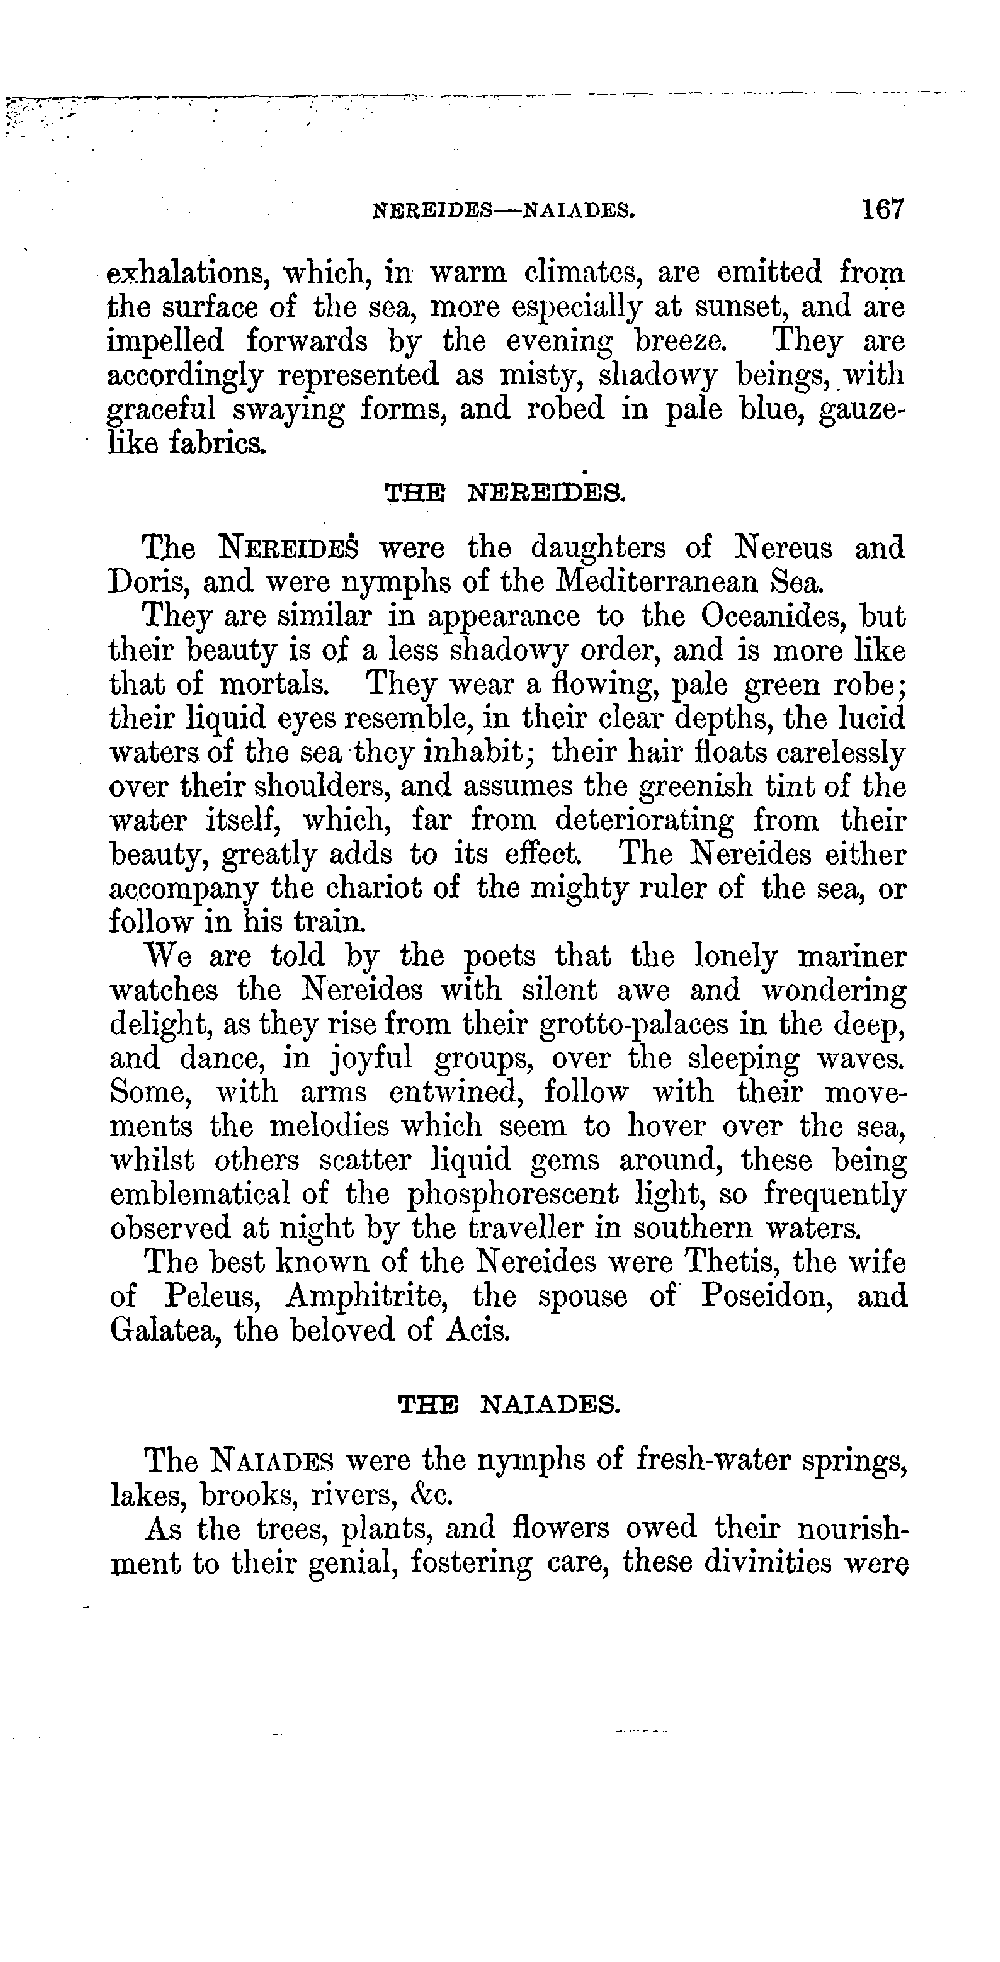 NEREIDES—NAIADES. 167
exhalations, which, in warm climates, are emitted from
the surface of the sea, more especially at sunset, and are
impelled forwards by the evening breeze. They are
accordingly represented as misty, shadowy beings, with
graceful swaying forms, and robed in pale blue, gauze-
like fabrics.
THE NEREIDES.
The NEREIDES were the daughters of Nereus and
Doris, and were nymphs of the Mediterranean Sea.
They are similar in appearance to the Oceanides, but
their beauty is of a less shadowy order, and is more like
that of mortals. They wear a flowing, pale green robe;
their liquid eyes resemble, in their clear depths, the lucid
waters of the sea they inhabit; their hair floats carelessly
over their shoulders, and assumes the greenish tint of the
water itself, which, far from deteriorating from their
beauty, greatly adds to its effect. The Nereides either
accompany the chariot of the mighty ruler of the sea, or
follow in his train.
We are told by the poets that the lonely mariner
watches the Nereides with silent awe and wondering
delight, as they rise from their grotto-palaces in the deep,
and dance, in joyful groups, over the sleeping waves.
Some, with arms entwined, follow with their move-
ments the melodies which seem to hover over the sea,
whilst others scatter liquid gems around, these being
emblematical of the phosphorescent light, so frequently
observed at night by the traveller in southern waters.
The best known of the Nereides were Thetis, the wife
of Peleus, Amphitrite, the spouse of Poseidon, and
Galatea, the beloved of Acis.
THE NAIADES.
The NAIADES were the nymphs of fresh-water springs,
lakes, brooks, rivers, &c.
As the trees, plants, and flowers owed their nourish-
ment to their genial, fostering care, these divinities were